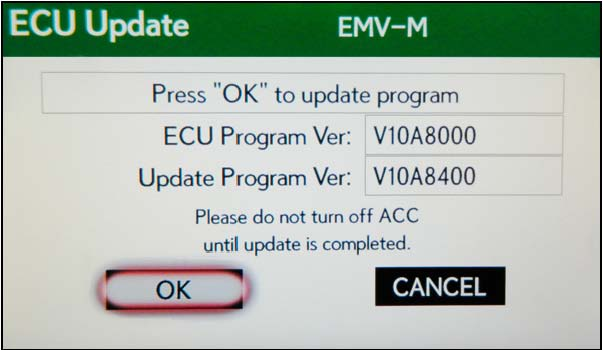 ECU Update EMV-M
Press "OK" to update program
ECU Program Ver: V10A8000
Update Program Ver: V10A8400
Please do not turn off ACC
until update is completed.
OK CANCEL